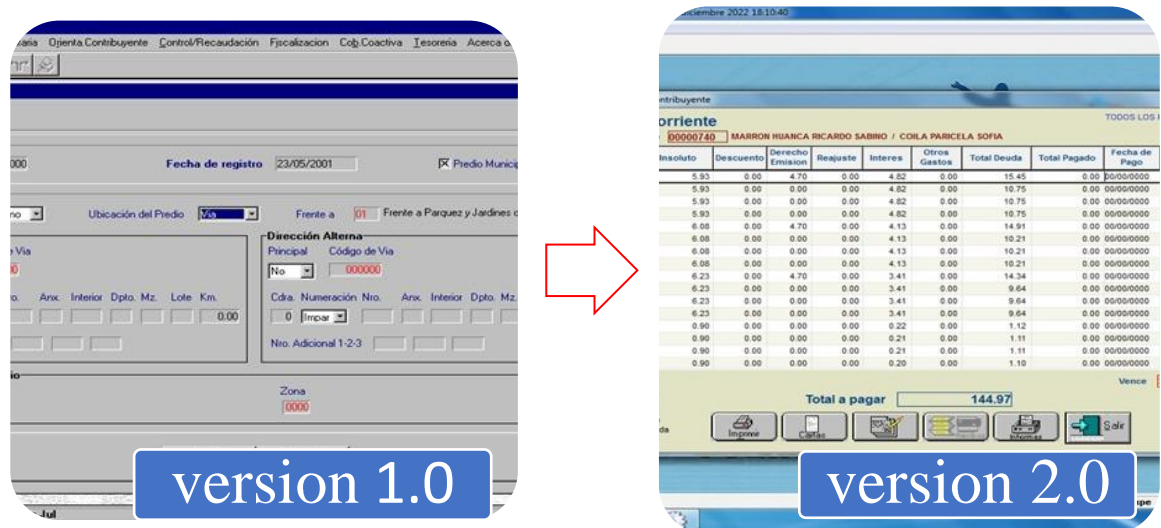 Orienta.Contribuyente Control/Recaudación Fiscalizacion Cob.Coactiva Tesoreria Acerca
000 Fecha de registro 23/05/2001 Predio Municip
no Ubicación del Predio Via Frente a 01 Frente a Parquez y Jardines
Via
Anx. Interior Dpto. Mz. Lote Km.
0.00
Dirección Alterna
Principal Código de Via
No 000000
Cdra. Numeración Nro. Anx. Interior Dpto. Mz.
0 Impar
Nro. Adicional 1-2-3
Zona
0000
Jul
version 1.0
diciembre 2022 18:10:40
ontribuyente
orriente TODOS LOS
00000740 MARRON HUANCA RICARDO SABINO / COILA PARICELA SOFIA
Insoluto Descuento Derecho Emision Reajuste Interes Otros Gastos Total Deuda Total Pagado Fecha de Pago
5.93 0.00 4.70 0.00 4.82 0.00 15.45 0.00 00/00/0000
5.93 0.00 0.00 0.00 4.82 0.00 10.75 0.00 00/00/0000
5.93 0.00 0.00 0.00 4.82 0.00 10.75 0.00 00/00/0000
5.93 0.00 0.00 0.00 4.82 0.00 10.75 0.00 00/00/0000
6.08 0.00 4.70 0.00 4.13 0.00 14.91 0.00 00/00/0000
6.08 0.00 0.00 0.00 4.13 0.00 10.21 0.00 00/00/0000
6.08 0.00 0.00 0.00 4.13 0.00 10.21 0.00 00/00/0000
6.08 0.00 0.00 0.00 4.13 0.00 10.21 0.00 00/00/0000
6.23 0.00 4.70 0.00 3.41 0.00 14.34 0.00 00/00/0000
6.23 0.00 0.00 0.00 3.41 0.00 9.64 0.00 00/00/0000
6.23 0.00 0.00 0.00 3.41 0.00 9.64 0.00 00/00/0000
6.23 0.00 0.00 0.00 3.41 0.00 9.64 0.00 00/00/0000
0.90 0.00 0.00 0.00 0.22 0.00 1.12 0.00 00/00/0000
0.90 0.00 0.00 0.00 0.21 0.00 1.11 0.00 00/00/0000
0.90 0.00 0.00 0.00 0.21 0.00 1.11 0.00 00/00/0000
0.90 0.00 0.00 0.00 0.20 0.00 1.10 0.00 00/00/0000
Vence
Total a pagar 144.97
Imprime Cartas Informes Salir
version 2.0